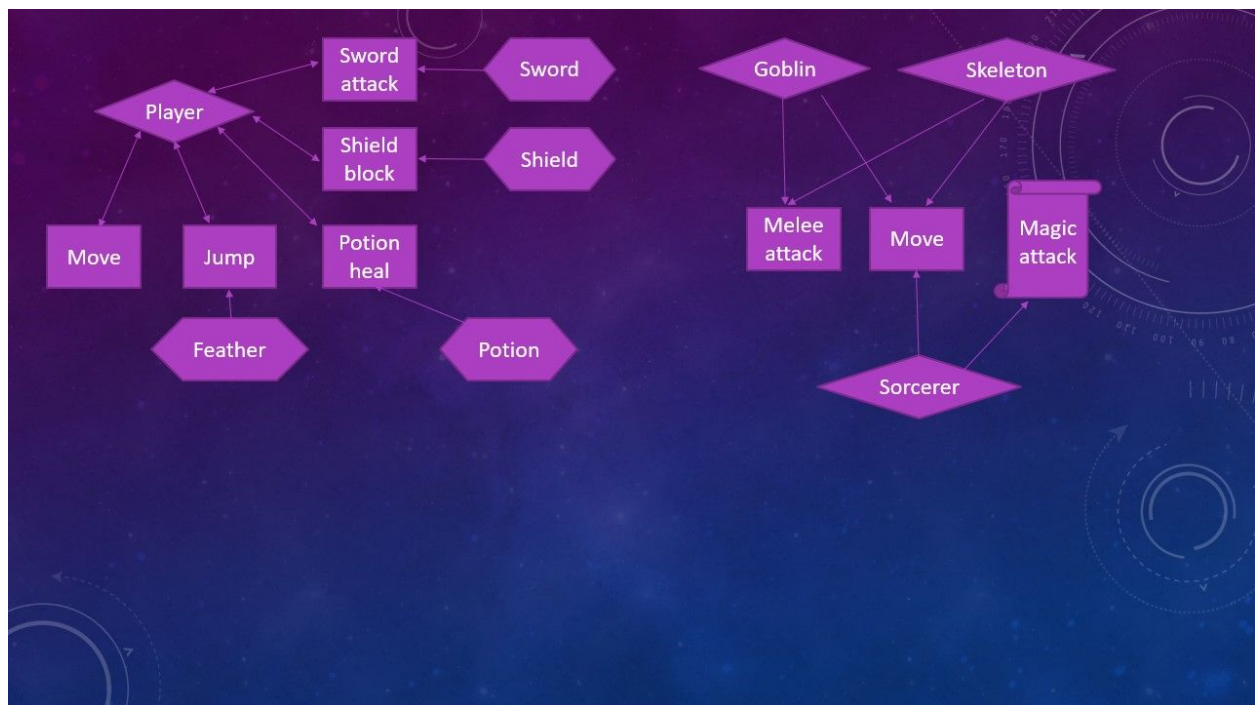 Sword
attack
Sword
Goblin
Skeleton
Player
Shield
block
Shield
Move
Jump
Potion
heal
Melee
attack
Move
Magic
attack
Feather
Potion
Sorcerer